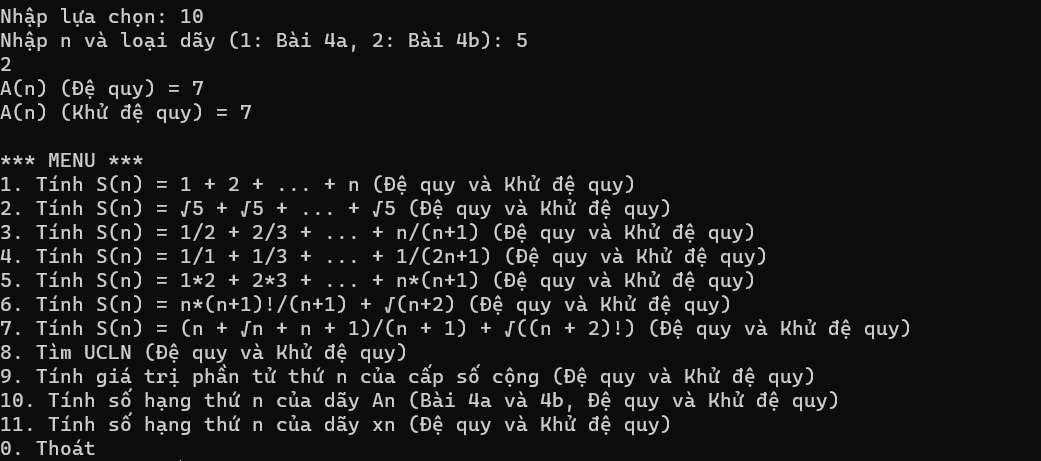 Nhập lựa chọn: 10
Nhập n và loại dãy (1: Bài 4a, 2: Bài 4b): 5
2
A(n) (Đệ quy) = 7
A(n) (Khử đệ quy) = 7
*** MENU ***
1. Tính S(n) = 1 + 2 + ... + n (Đệ quy và Khử đệ quy)
2. Tính S(n) = √5 + √5 + ... + √5 (Đệ quy và Khử đệ quy)
3. Tính S(n) = 1/2 + 2/3 + ... + n/(n+1) (Đệ quy và Khử đệ quy)
4. Tính S(n) = 1/1 + 1/3 + ... + 1/(2n+1) (Đệ quy và Khử đệ quy)
5. Tính S(n) = 1*2 + 2*3 + ... + n*(n+1) (Đệ quy và Khử đệ quy)
6. Tính S(n) = n*(n+1)!/(n+1) + √(n+2) (Đệ quy và Khử đệ quy)
7. Tính S(n) = (n + √n + n + 1)/(n + 1) + √((n + 2)!) (Đệ quy và Khử đệ quy)
8. Tìm UCLN (Đệ quy và Khử đệ quy)
9. Tính giá trị phần tử thứ n của cấp số cộng (Đệ quy và Khử đệ quy)
10. Tính số hạng thứ n của dãy An (Bài 4a và 4b, Đệ quy và Khử đệ quy)
11. Tính số hạng thứ n của dãy xn (Đệ quy và Khử đệ quy)
0. Thoát